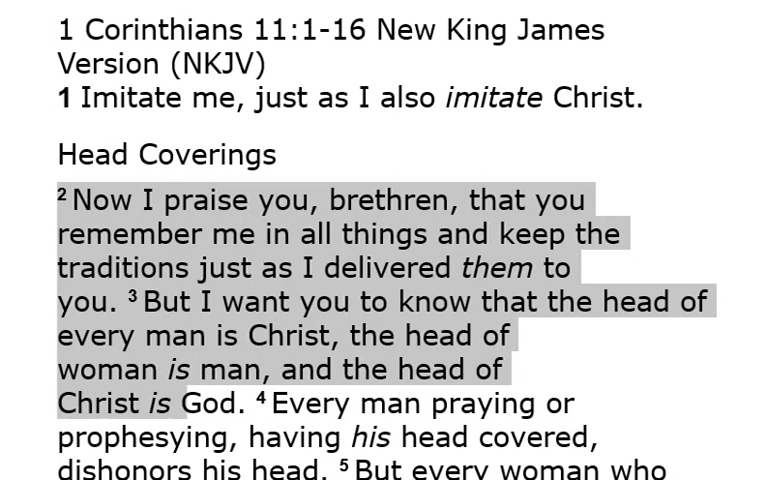 1 Corinthians 11:1-16 New King James
Version (NKJV)
1 Imitate me, just as I also imitate Christ.
Head Coverings
2 Now I praise you, brethren, that you
remember me in all things and keep the
traditions just as I delivered them to
you. 3 But I want you to know that the head of
every man is Christ, the head of
woman is man, and the head of
Christ is God. 4 Every man praying or
prophesying, having his head covered,
dishonors his head. 5 But every woman who